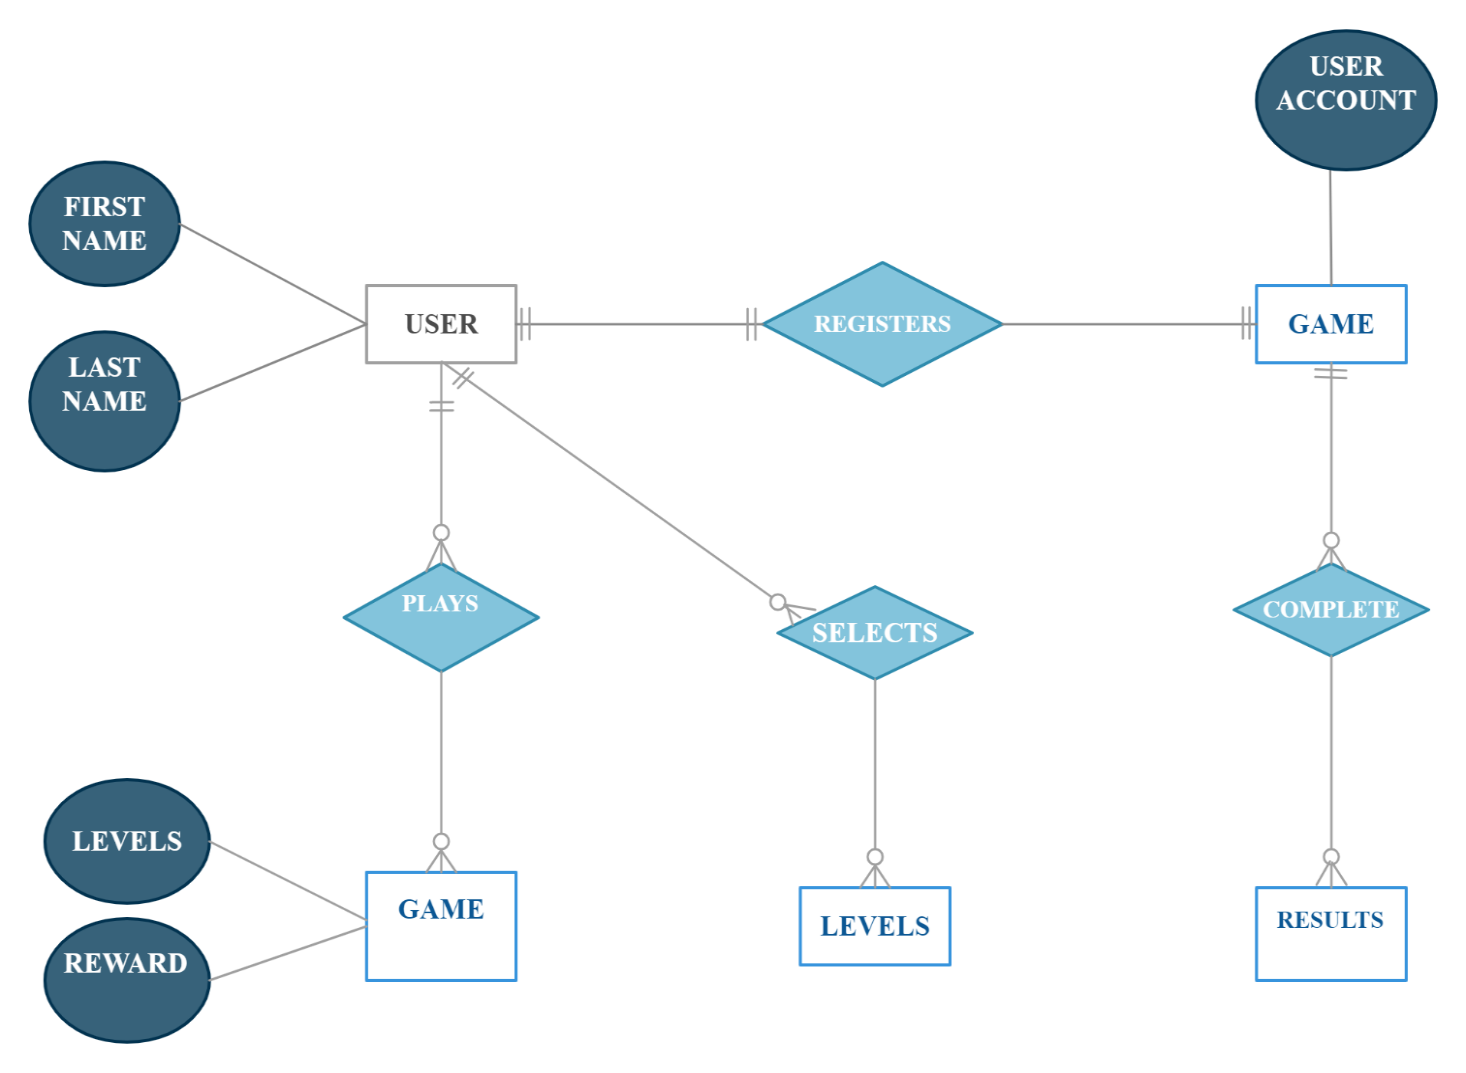 USER
ACCOUNT
FIRST
NAME
USER
REGISTERS
GAME
LAST
NAME
PLAYS
SELECTS
COMPLETE
LEVELS
GAME
LEVELS
RESULTS
REWARD